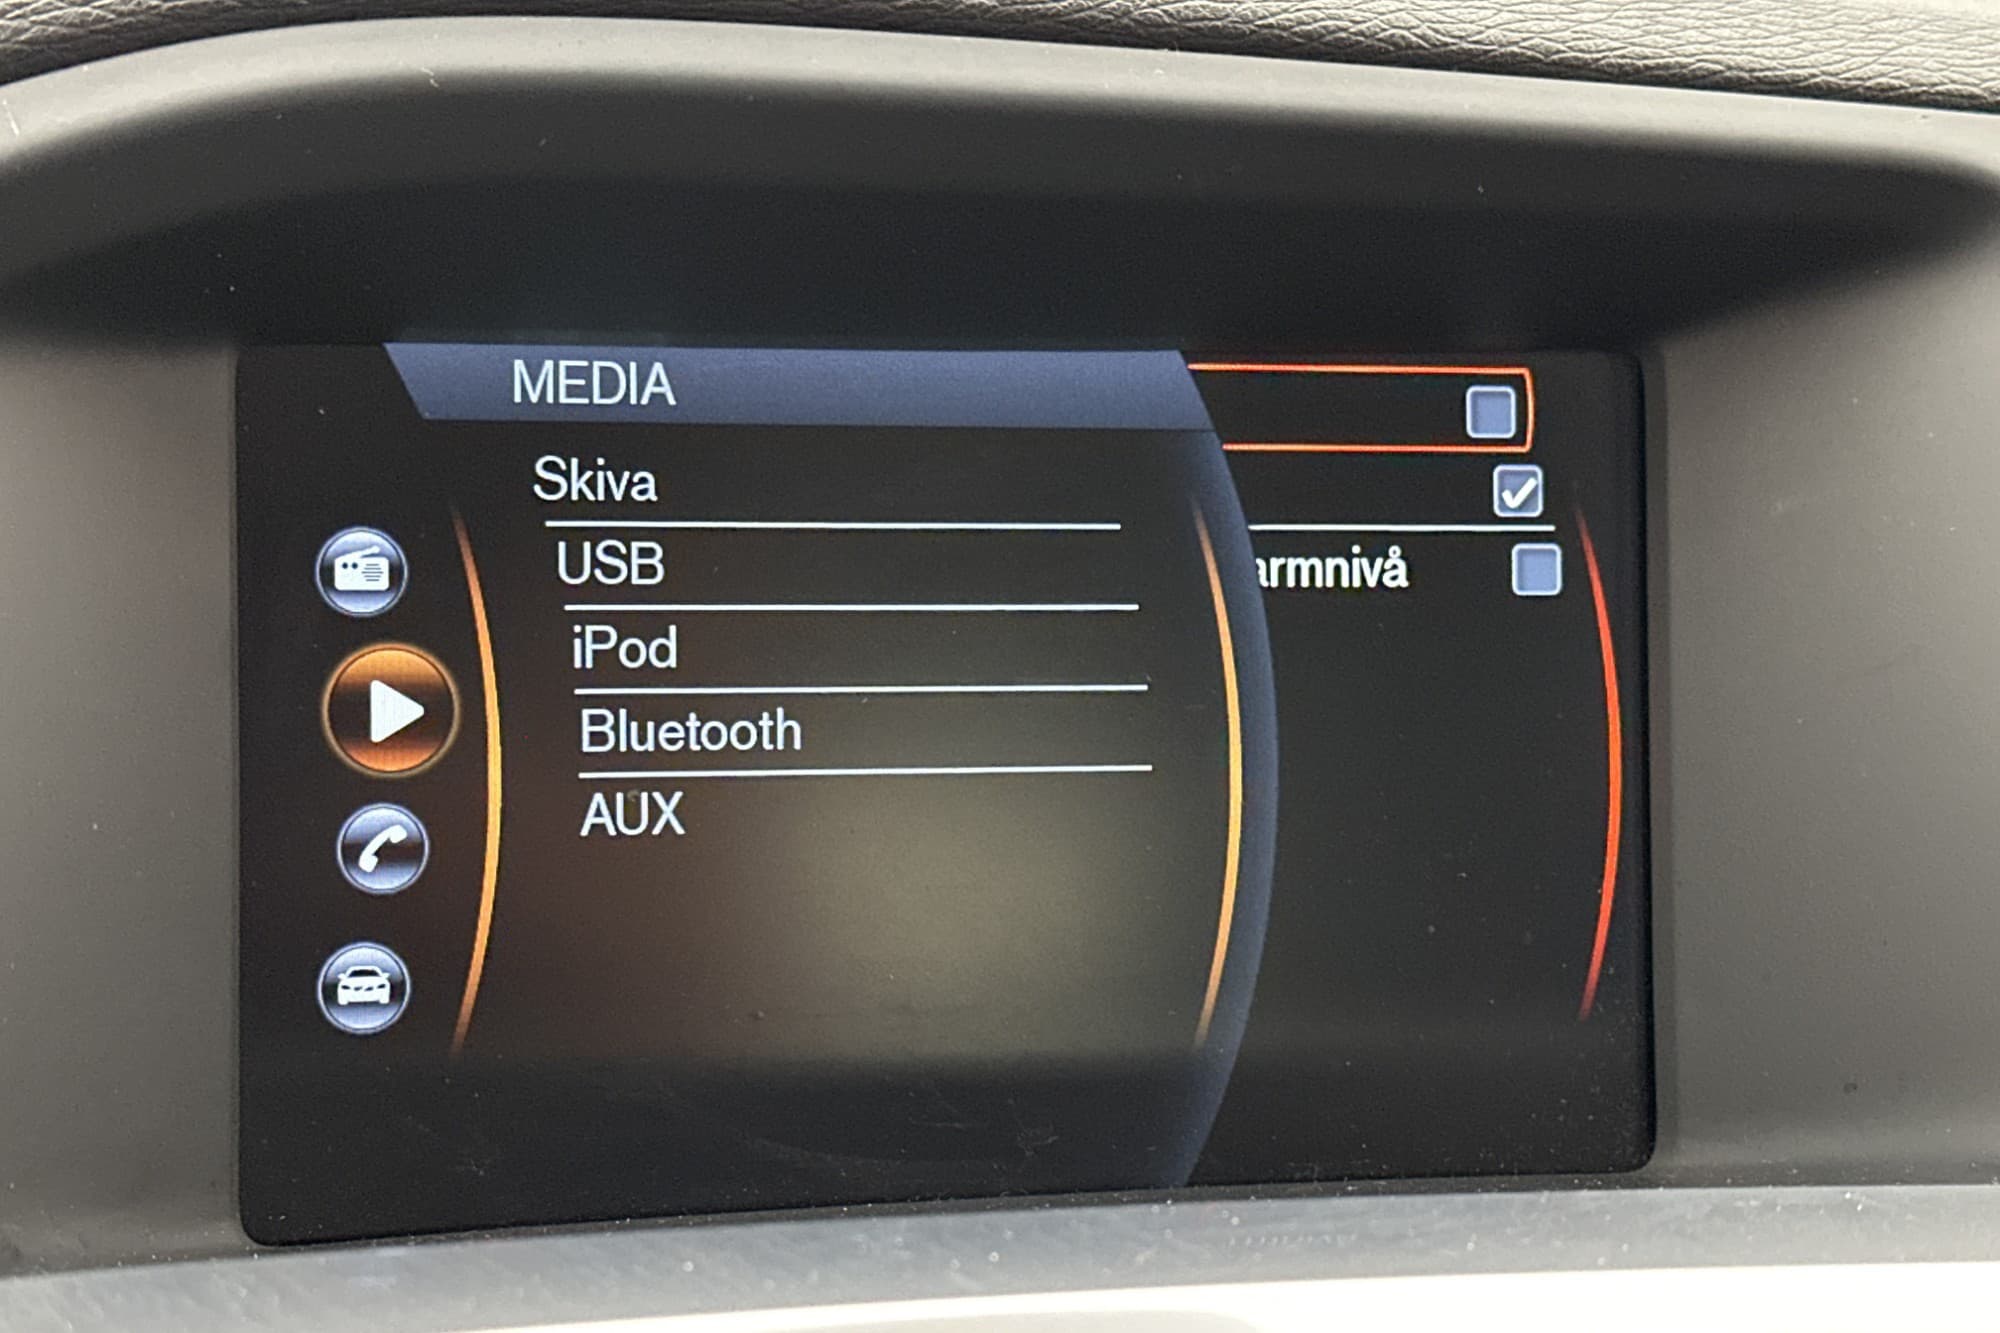 MEDIA
Skiva
USB
iPod
Bluetooth
AUX
armnivå